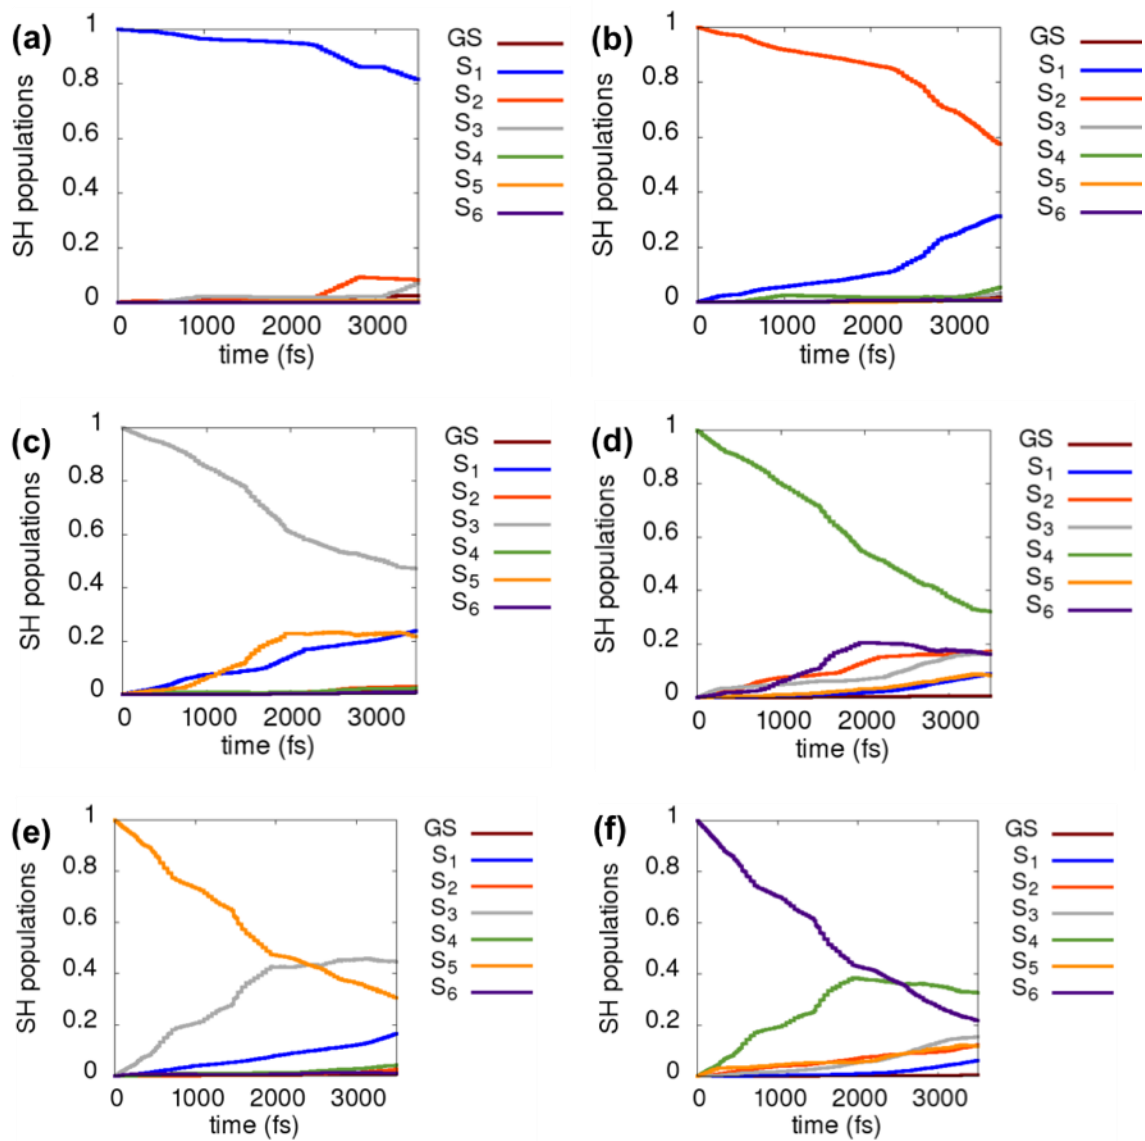 (a)
SH populations
1
0.8
0.6
0.4
0.2
0
0 1000 2000 3000
time (fs)
GS
S1
S2
S3
S4
S5
S6
(b)
SH populations
1
0.8
0.6
0.4
0.2
0
0 1000 2000 3000
time (fs)
GS
S1
S2
S3
S4
S5
S6
(c)
SH populations
1
0.8
0.6
0.4
0.2
0
0 1000 2000 3000
time (fs)
GS
S1
S2
S3
S4
S5
S6
(d)
SH populations
1
0.8
0.6
0.4
0.2
0
0 1000 2000 3000
time (fs)
GS
S1
S2
S3
S4
S5
S6
(e)
SH populations
1
0.8
0.6
0.4
0.2
0
0 1000 2000 3000
time (fs)
GS
S1
S2
S3
S4
S5
S6
(f)
SH populations
1
0.8
0.6
0.4
0.2
0
0 1000 2000 3000
time (fs)
GS
S1
S2
S3
S4
S5
S6